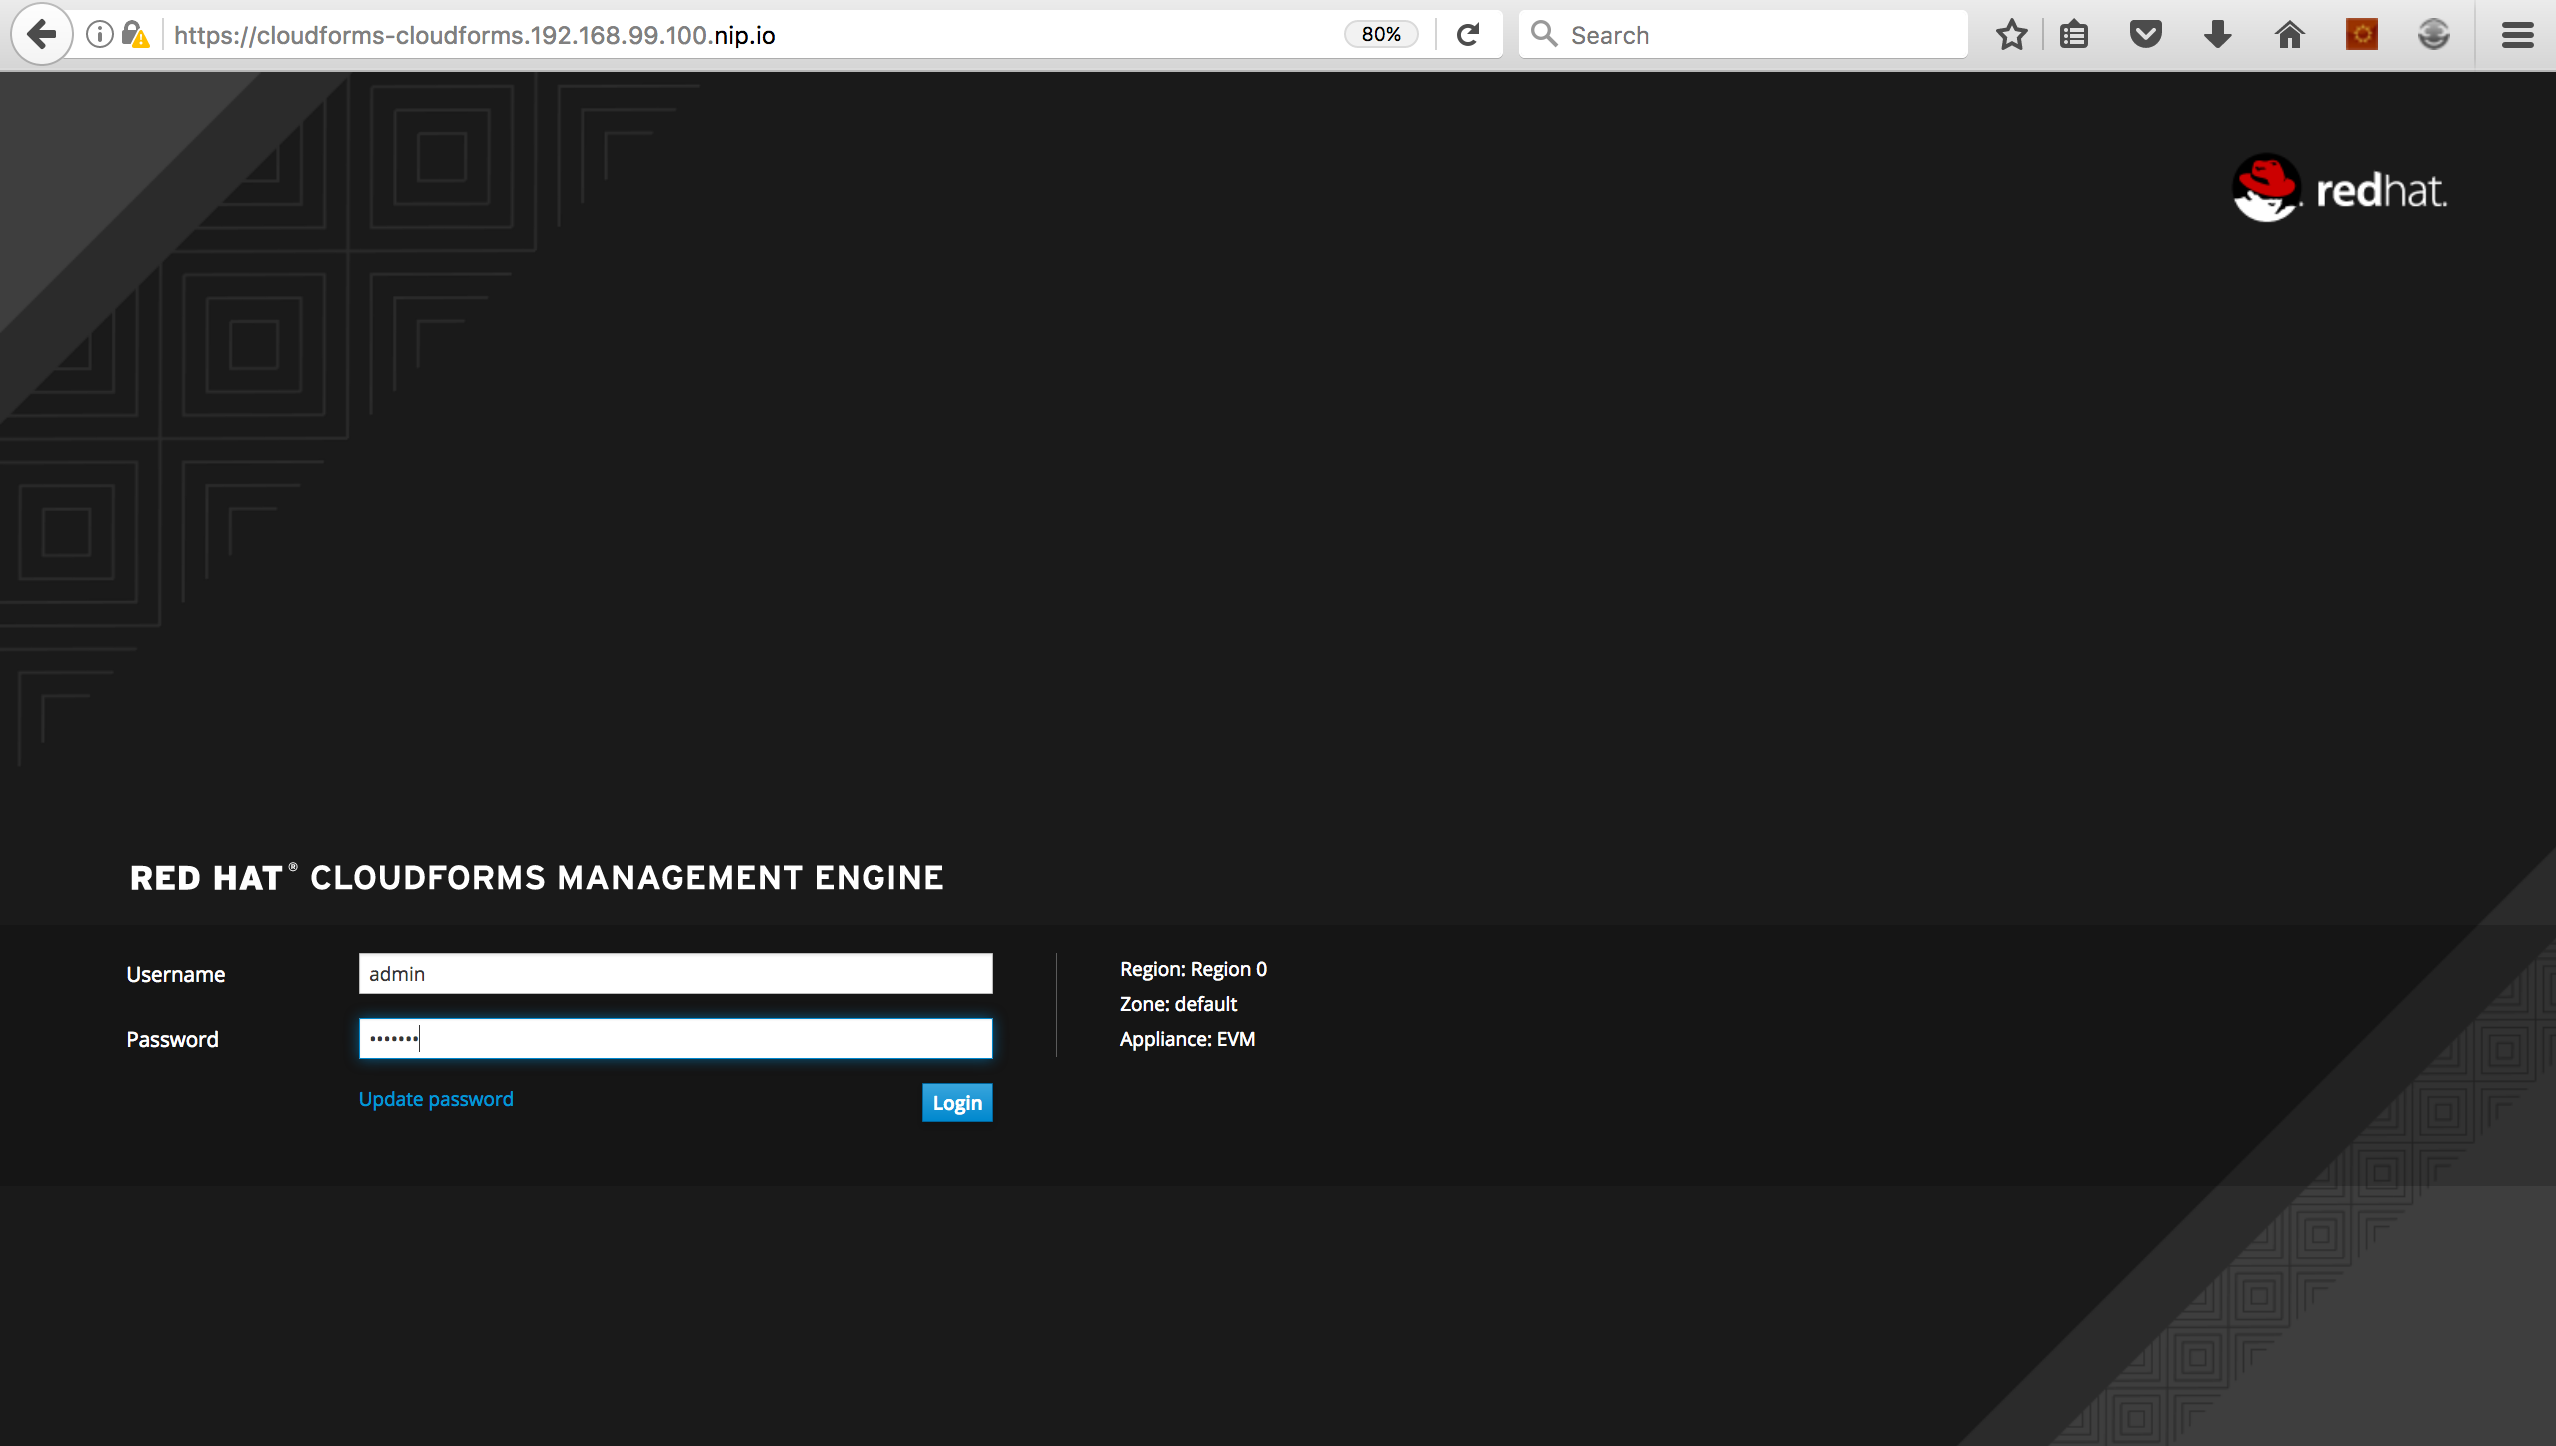 https://cloudforms-cloudforms.192.168.99.100.nip.io
80%
Search
redhat.
RED HAT® CLOUDFORMS MANAGEMENT ENGINE
Username
admin
Password
•••••••
Update password
Login
Region: Region 0
Zone: default
Appliance: EVM